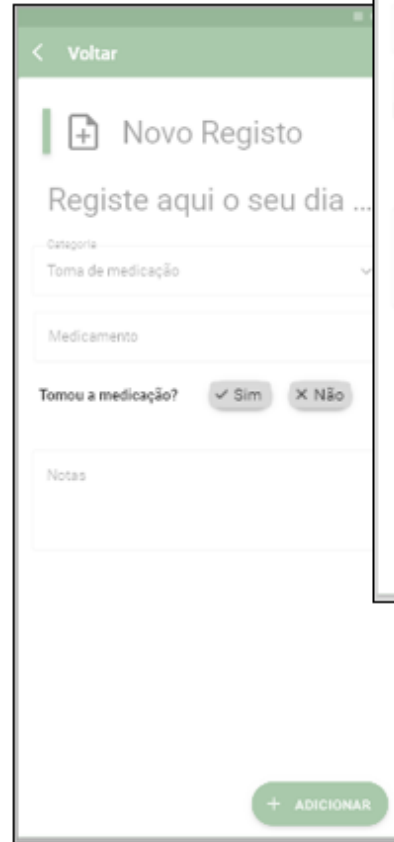 Voltar
Novo Registo
Registe aqui o seu dia ...
Categoria
Toma de medicação
Medicamento
Tomou a medicação? Sim Não
Notas
+ ADICIONAR